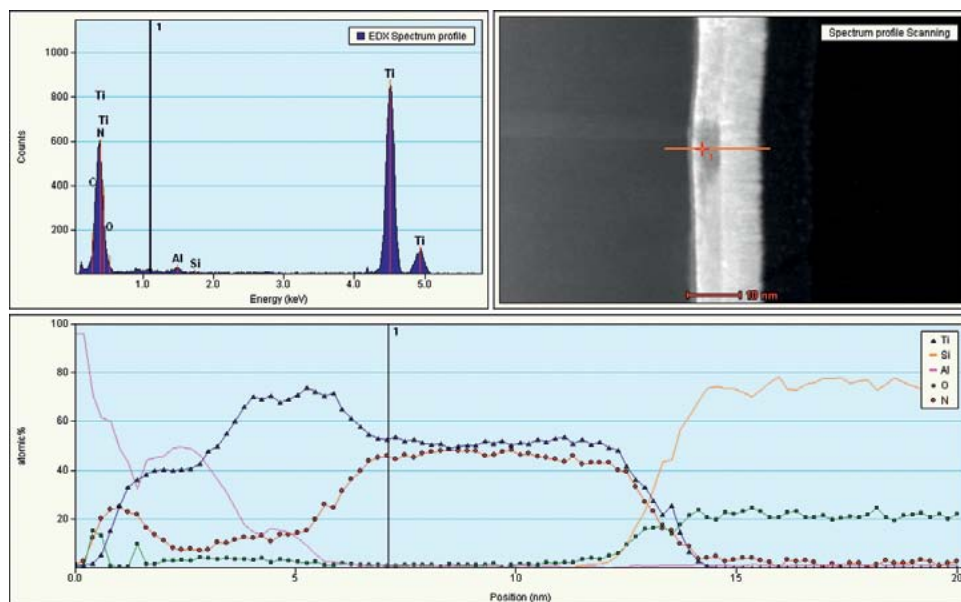 1
EDX Spectrum profile
1000
800
600
400
200
Counts
Ti
Ti
N
C
O
Al
Si
Ti
Ti
1.0
2.0
3.0
4.0
5.0
Energy (keV)
Spectrum profile Scanning
1
10 nm
100
80
60
40
20
atomic%
1
Ti
Si
Al
O
N
0.0
5
10
15
20
Position (nm)